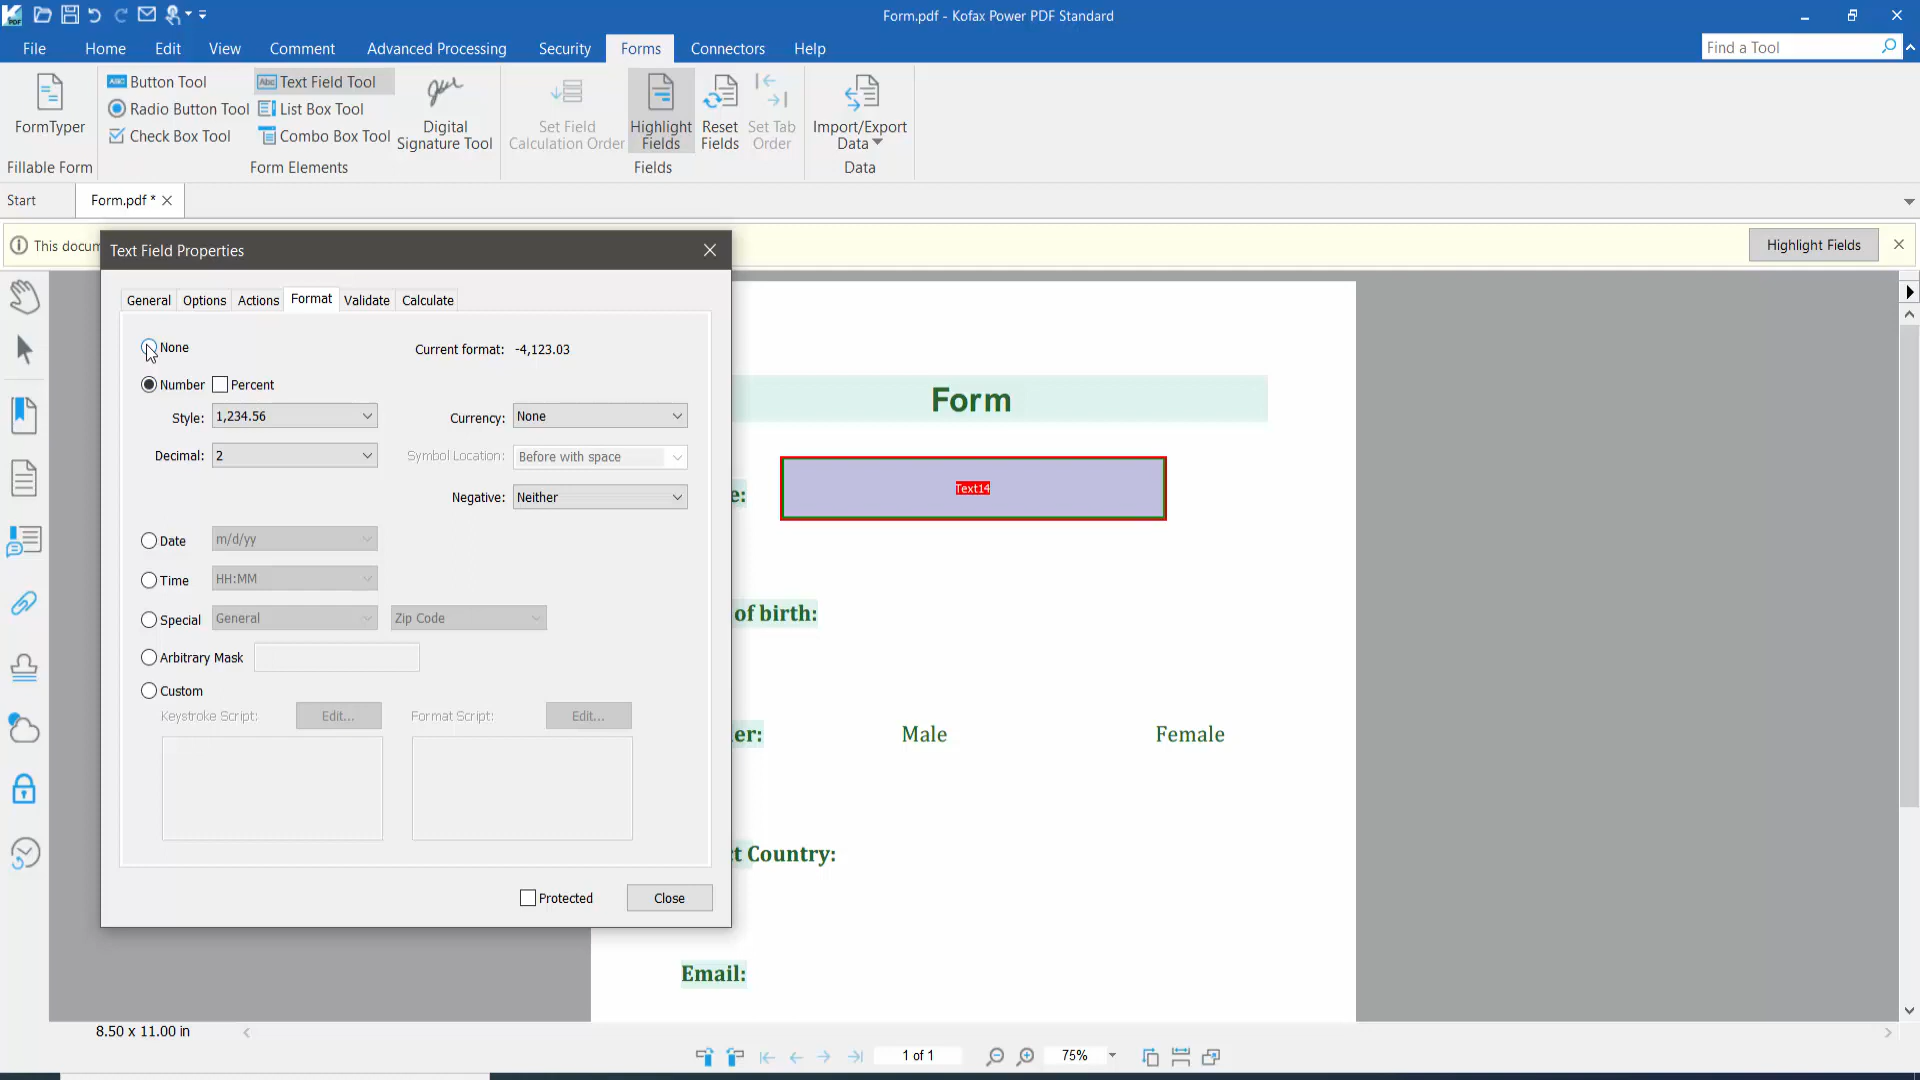 Form.pdf - Kofax Power PDF Standard
File Home Edit View Comment Advanced Processing Security Forms Connectors Help
Find a Tool
FormTyper
Fillable Form
Button Tool
Radio Button Tool
Check Box Tool
Text Field Tool
List Box Tool
Combo Box Tool
Digital
Signature Tool
Form Elements
Set Field
Calculation Order
Highlight
Fields
Reset
Fields
Set Tab
Order
Fields
Import/Export
Data
Data
Start Form.pdf *
This docum
Highlight Fields
Text Field Properties
General Options Actions Format Validate Calculate
None
Current format: -4,123.03
Number Percent
Style: 1,234.56
Currency: None
Decimal: 2
Symbol Location: Before with space
Negative: Neither
Date m/d/yy
Time HH:MM
Special General Zip Code
Arbitrary Mask
Custom
Keystroke Script: Edit...
Format Script: Edit...
Protected Close
Form
e:
Text14
of birth:
er: Male Female
t Country:
Email:
8.50 x 11.00 in
1 of 1
75%